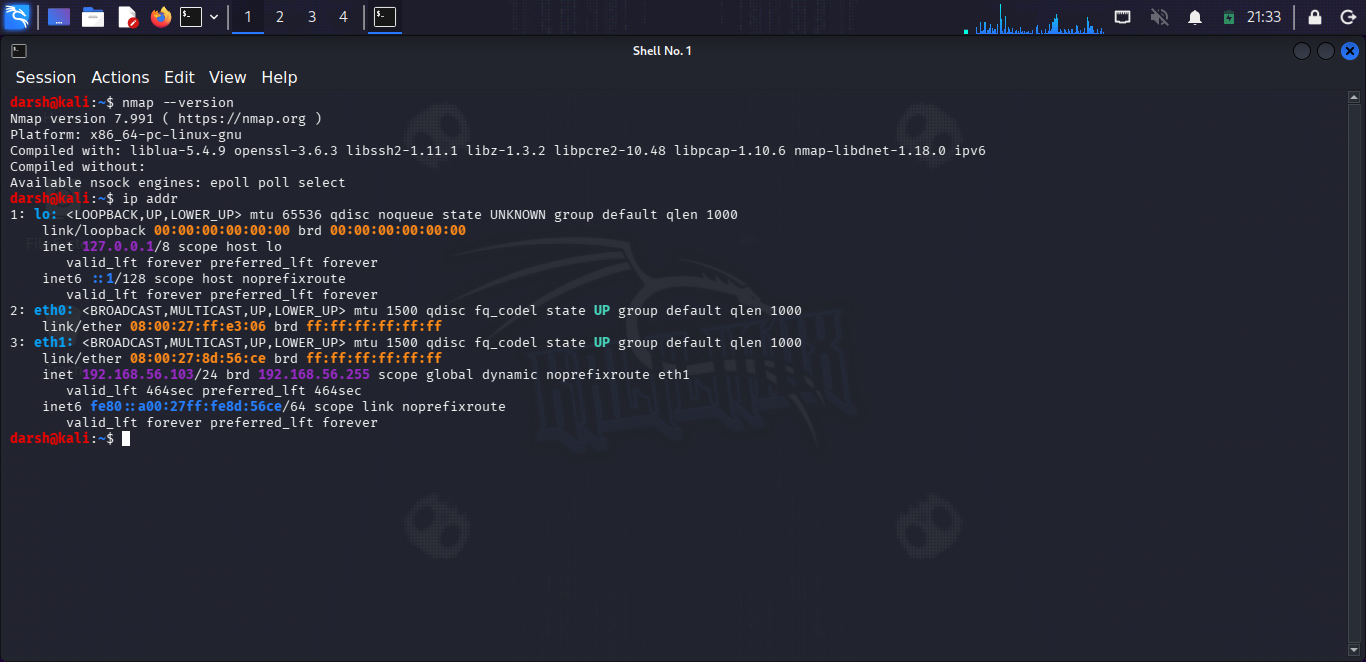 1 2 3 4
21:33
Shell No. 1
Session Actions Edit View Help
darsh@kali:~$ nmap --version
Nmap version 7.991 ( https://nmap.org )
Platform: x86_64-pc-linux-gnu
Compiled with: liblua-5.4.9 openssl-3.6.3 libssh2-1.11.1 libz-1.3.2 libpcre2-10.48 libpcap-1.10.6 nmap-libdnet-1.18.0 ipv6
Compiled without:
Available nsock engines: epoll poll select
darsh@kali:~$ ip addr
1: lo: <LOOPBACK,UP,LOWER_UP> mtu 65536 qdisc noqueue state UNKNOWN group default qlen 1000
    link/loopback 00:00:00:00:00:00 brd 00:00:00:00:00:00
    inet 127.0.0.1/8 scope host lo
       valid_lft forever preferred_lft forever
    inet6 ::1/128 scope host noprefixroute
       valid_lft forever preferred_lft forever
2: eth0: <BROADCAST,MULTICAST,UP,LOWER_UP> mtu 1500 qdisc fq_codel state UP group default qlen 1000
    link/ether 08:00:27:ff:e3:06 brd ff:ff:ff:ff:ff:ff
3: eth1: <BROADCAST,MULTICAST,UP,LOWER_UP> mtu 1500 qdisc fq_codel state UP group default qlen 1000
    link/ether 08:00:27:8d:56:ce brd ff:ff:ff:ff:ff:ff
    inet 192.168.56.103/24 brd 192.168.56.255 scope global dynamic noprefixroute eth1
       valid_lft 464sec preferred_lft 464sec
    inet6 fe80::a00:27ff:fe8d:56ce/64 scope link noprefixroute
       valid_lft forever preferred_lft forever
darsh@kali:~$